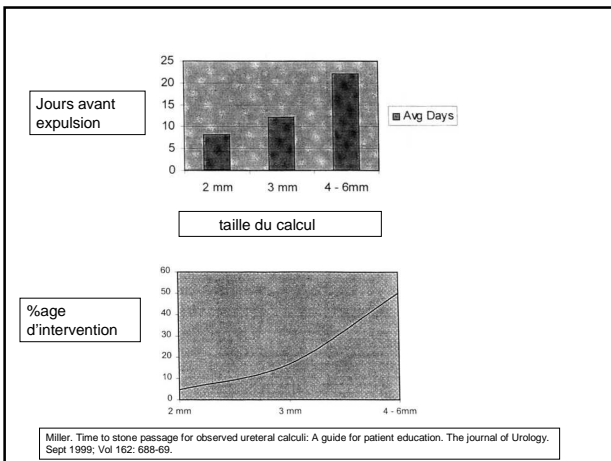 25
20
15
10
5
0
Jours avant
expulsion
Avg Days
2 mm 3 mm 4 - 6mm
taille du calcul
60
50
40
30
20
10
0
%age
d'intervention
2 mm 3 mm 4 - 6mm
Miller. Time to stone passage for observed ureteral calculi: A guide for patient education. The journal of Urology.
Sept 1999; Vol 162: 688-69.